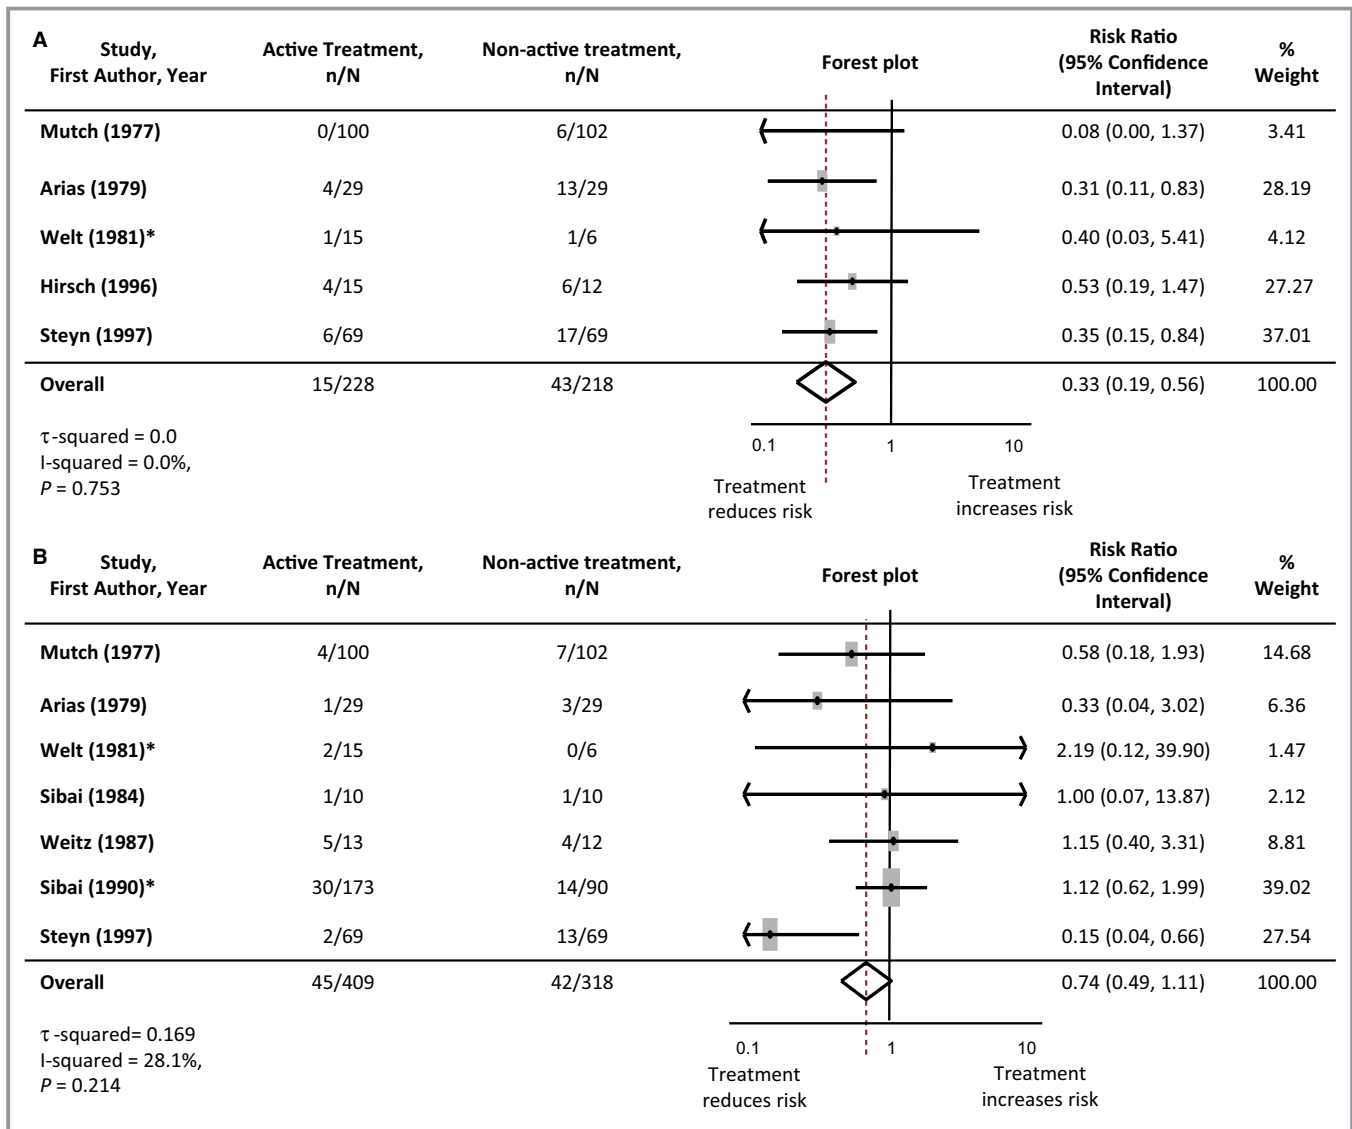 A
Study,
First Author, Year
Active Treatment,
n/N
Non-active treatment,
n/N
Forest plot
Risk Ratio
(95% Confidence
Interval)
%
Weight
Mutch (1977) 0/100 6/102 0.08 (0.00, 1.37) 3.41
Arias (1979) 4/29 13/29 0.31 (0.11, 0.83) 28.19
Welt (1981)* 1/15 1/6 0.40 (0.03, 5.41) 4.12
Hirsch (1996) 4/15 6/12 0.53 (0.19, 1.47) 27.27
Steyn (1997) 6/69 17/69 0.35 (0.15, 0.84) 37.01
Overall 15/228 43/218 0.33 (0.19, 0.56) 100.00
τ-squared = 0.0
I-squared = 0.0%,
P = 0.753
0.1 1 10
Treatment
reduces risk
Treatment
increases risk
B
Study,
First Author, Year
Active Treatment,
n/N
Non-active treatment,
n/N
Forest plot
Risk Ratio
(95% Confidence
Interval)
%
Weight
Mutch (1977) 4/100 7/102 0.58 (0.18, 1.93) 14.68
Arias (1979) 1/29 3/29 0.33 (0.04, 3.02) 6.36
Welt (1981)* 2/15 0/6 2.19 (0.12, 39.90) 1.47
Sibai (1984) 1/10 1/10 1.00 (0.07, 13.87) 2.12
Weitz (1987) 5/13 4/12 1.15 (0.40, 3.31) 8.81
Sibai (1990)* 30/173 14/90 1.12 (0.62, 1.99) 39.02
Steyn (1997) 2/69 13/69 0.15 (0.04, 0.66) 27.54
Overall 45/409 42/318 0.74 (0.49, 1.11) 100.00
τ -squared= 0.169
I-squared = 28.1%,
P = 0.214
0.1 1 10
Treatment
reduces risk
Treatment
increases risk